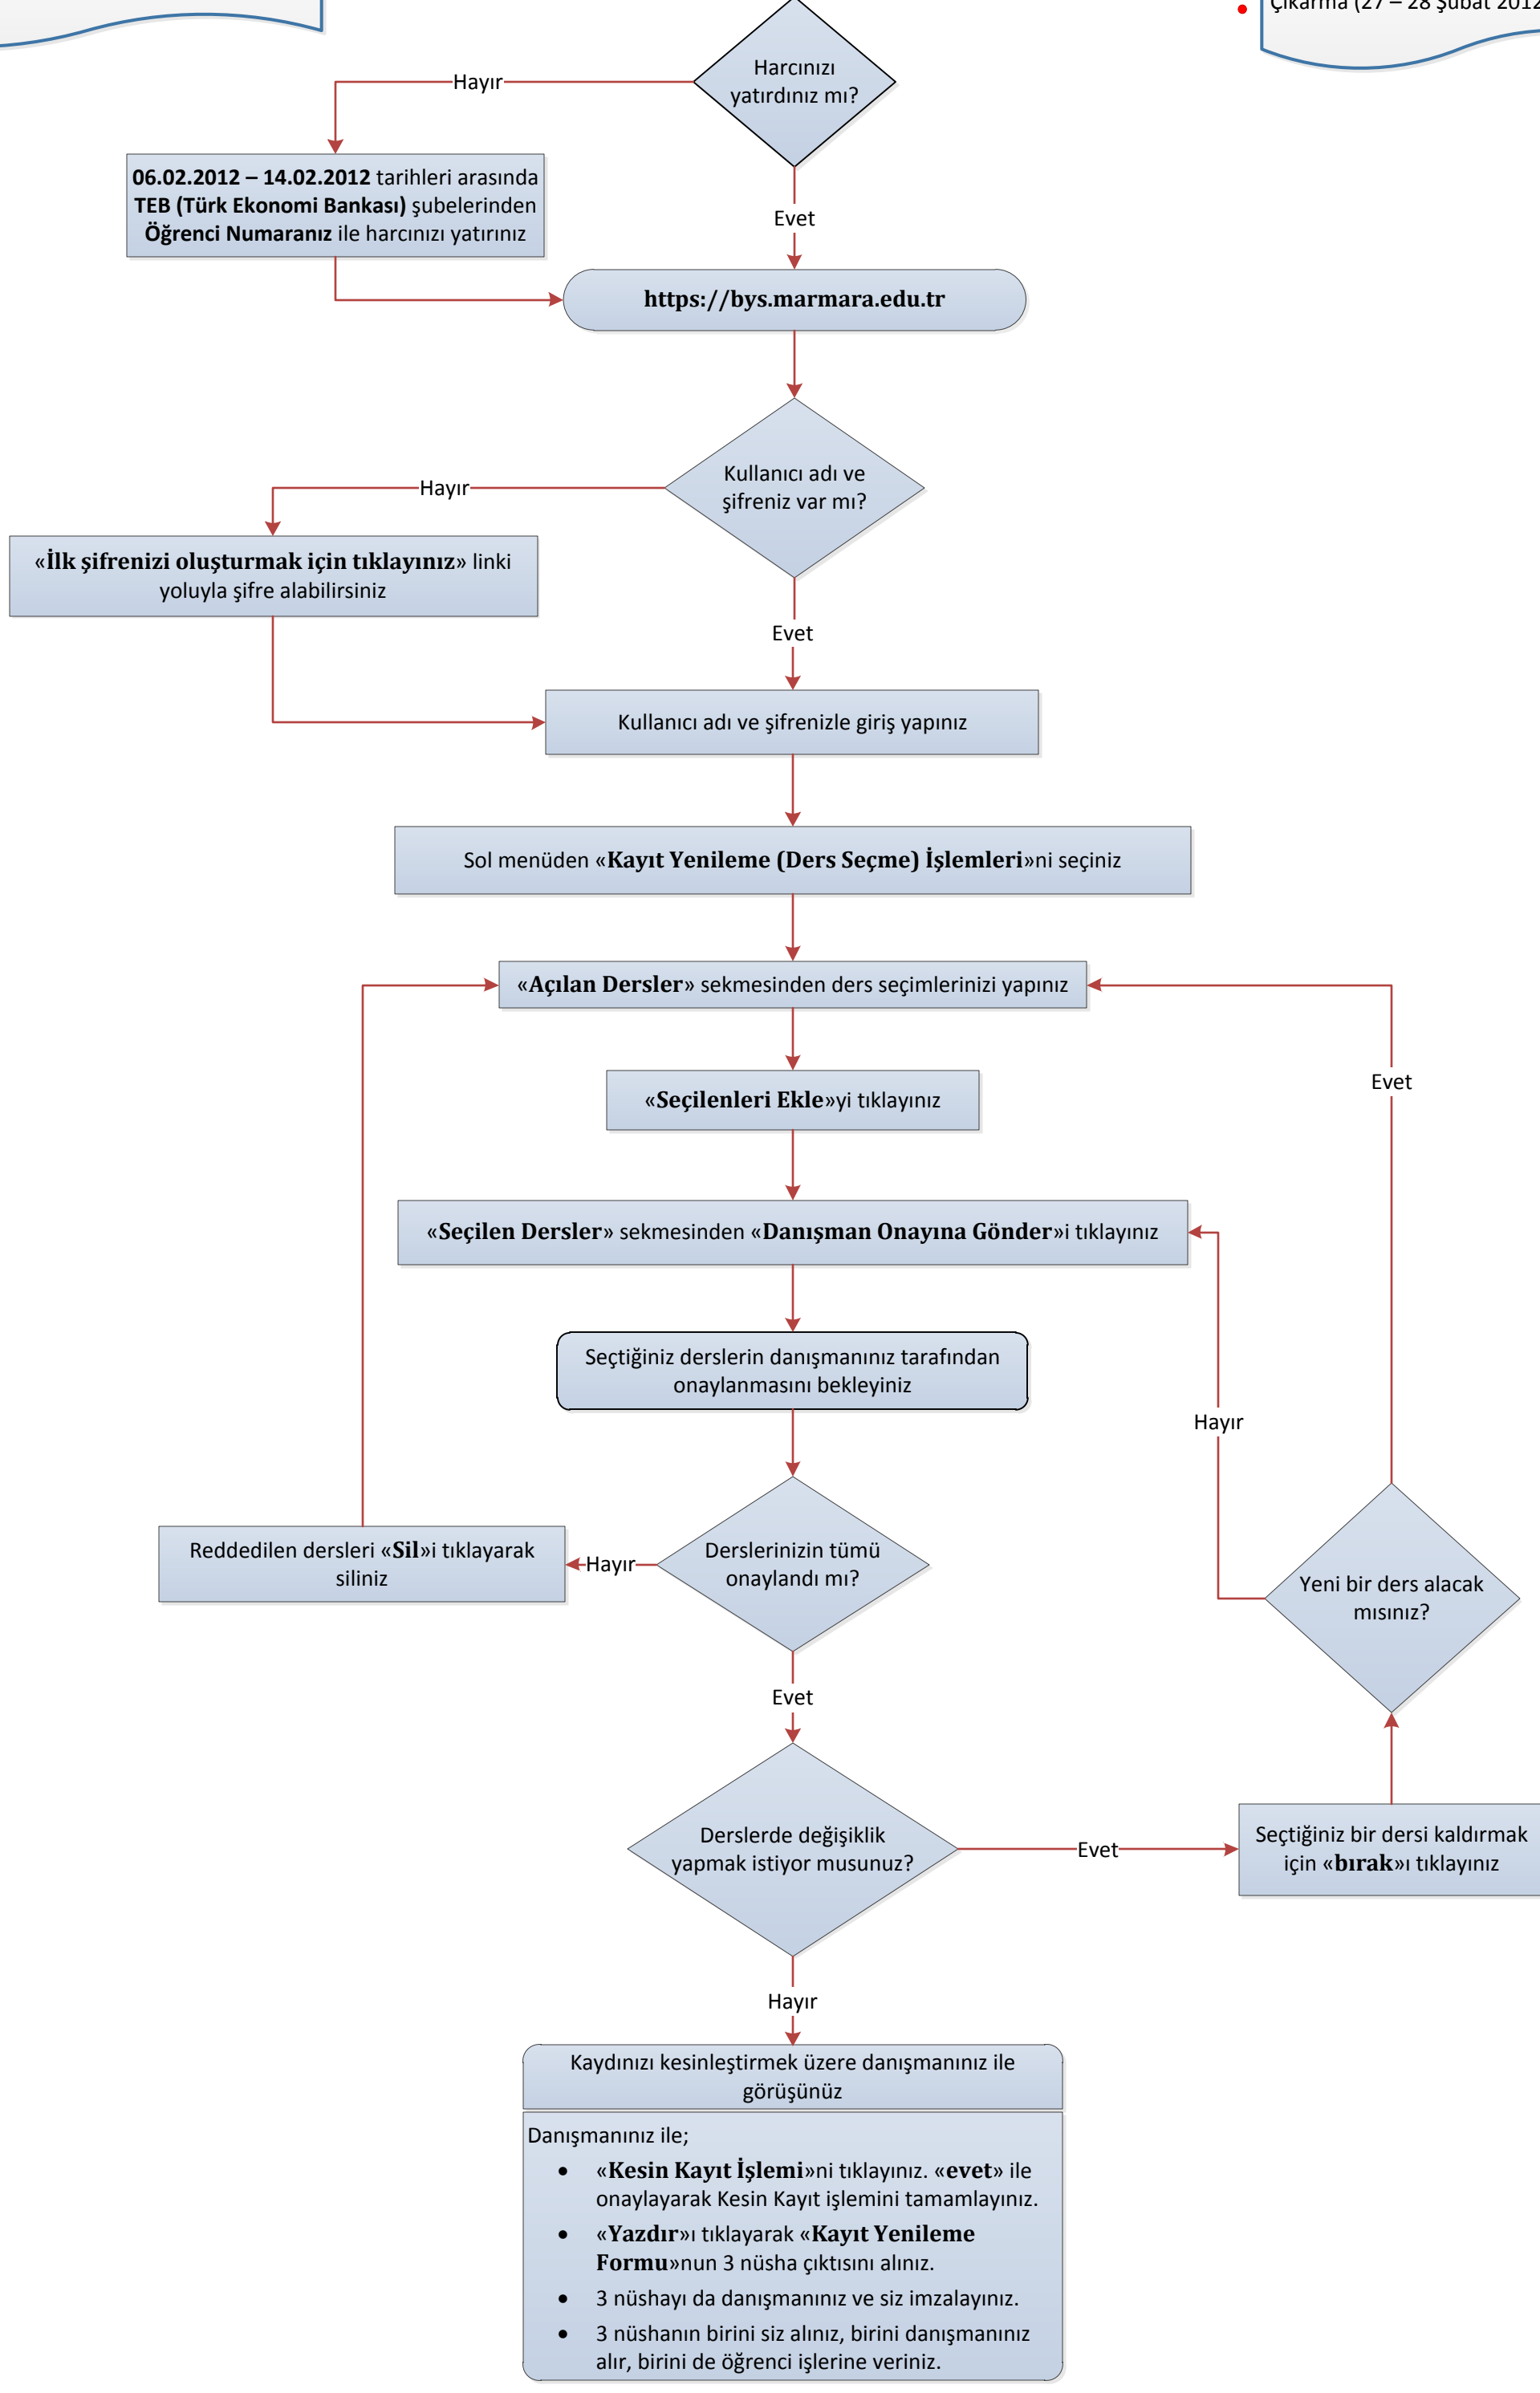 Çıkarma (27 – 28 Şubat 2012
Harcınızı
yatırdınız mı?
Hayır
06.02.2012 – 14.02.2012 tarihleri arasında
TEB (Türk Ekonomi Bankası) şubelerinden
Öğrenci Numaranız ile harcınızı yatırınız
Evet
https://bys.marmara.edu.tr
Kullanıcı adı ve
şifreniz var mı?
Hayır
«İlk şifrenizi oluşturmak için tıklayınız» linki
yoluyla şifre alabilirsiniz
Evet
Kullanıcı adı ve şifrenizle giriş yapınız
Sol menüden «Kayıt Yenileme (Ders Seçme) İşlemleri»ni seçiniz
«Açılan Dersler» sekmesinden ders seçimlerinizi yapınız
Evet
«Seçilenleri Ekle»yi tıklayınız
«Seçilen Dersler» sekmesinden «Danışman Onayına Gönder»i tıklayınız
Seçtiğiniz derslerin danışmanınız tarafından
onaylanmasını bekleyiniz
Hayır
Reddedilen dersleri «Sil»i tıklayarak
siliniz
Hayır
Derslerinizin tümü
onaylandı mı?
Yeni bir ders alacak
mısınız?
Evet
Derslerde değişiklik
yapmak istiyor musunuz?
Evet
Seçtiğiniz bir dersi kaldırmak
için «bırak»ı tıklayınız
Hayır
Kaydınızı kesinleştirmek üzere danışmanınız ile
görüşünüz
Danışmanınız ile;
• «Kesin Kayıt İşlemi»ni tıklayınız. «evet» ile
onaylayarak Kesin Kayıt işlemini tamamlayınız.
• «Yazdır»ı tıklayarak «Kayıt Yenileme
Formu»nun 3 nüsha çıktısını alınız.
• 3 nüshayı da danışmanınız ve siz imzalayınız.
• 3 nüshanın birini siz alınız, birini danışmanınız
alır, birini de öğrenci işlerine veriniz.